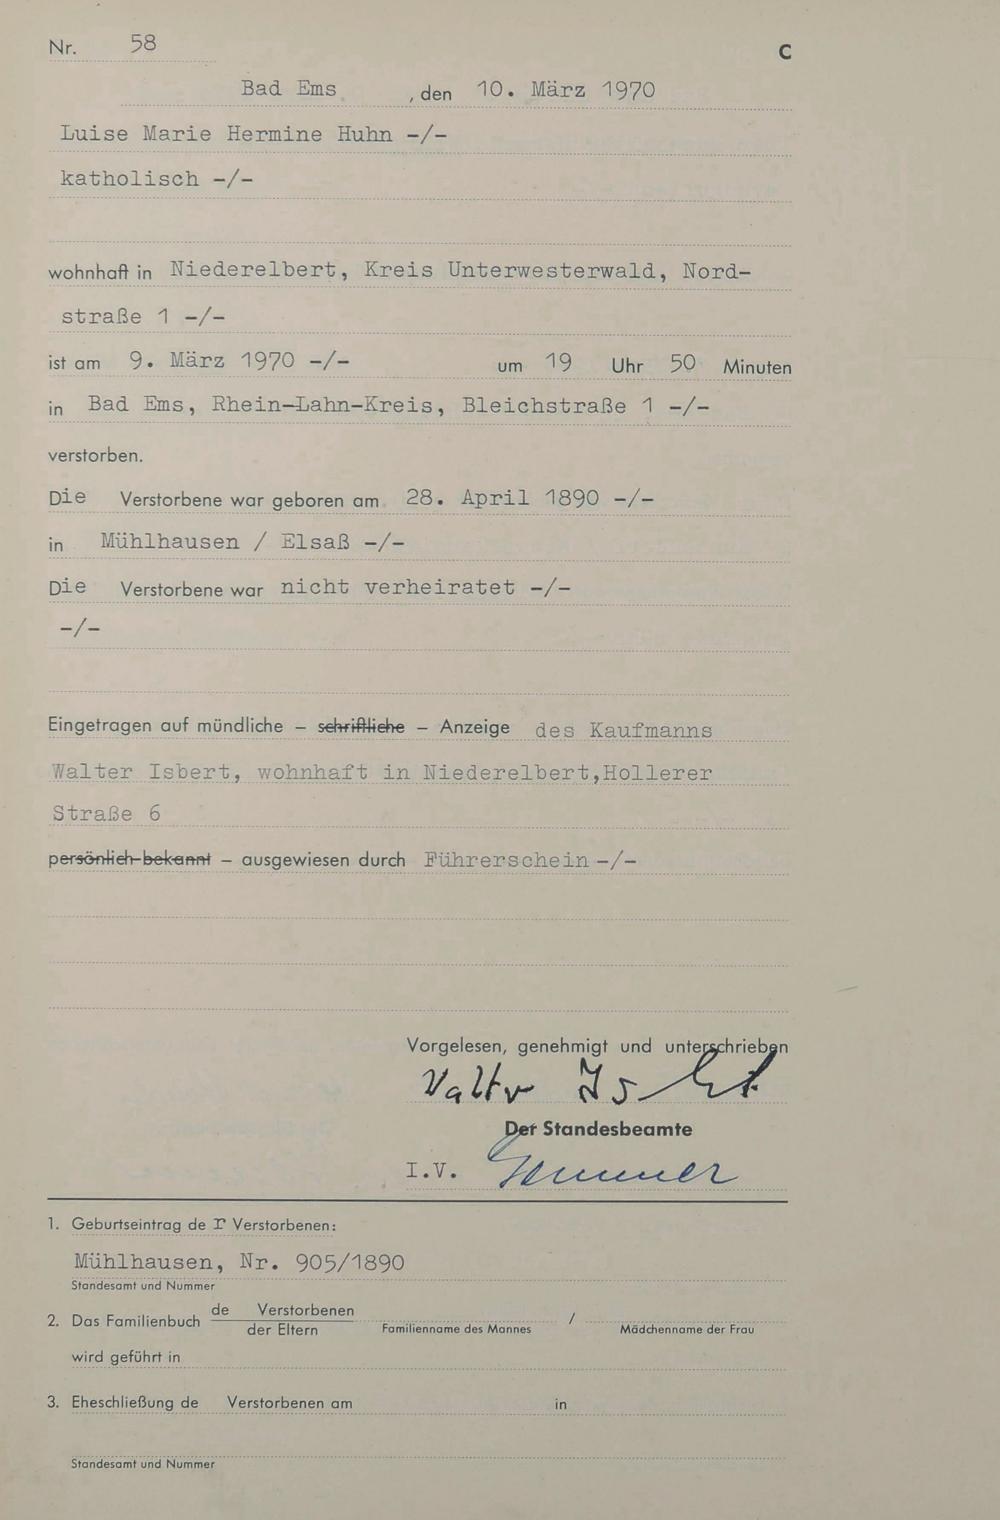 Nr. 58 C
Bad Ems , den 10. März 1970
Luise Marie Hermine Huhn -/-
katholisch -/-
wohnhaft in Niederelbert, Kreis Unterwesterwald, Nord-
straße 1 -/-
ist am 9. März 1970 -/- um 19 Uhr 50 Minuten
in Bad Ems, Rhein-Lahn-Kreis, Bleichstraße 1 -/-
verstorben.
Die Verstorbene war geboren am 28. April 1890 -/-
in Mühlhausen / Elsaß -/-
Die Verstorbene war nicht verheiratet -/-
-/-
Eingetragen auf mündliche – schriftliche – Anzeige des Kaufmanns
Walter Isbert, wohnhaft in Niederelbert,Hollerer
Straße 6
persönlich bekannt – ausgewiesen durch Führerschein -/-
Vorgelesen, genehmigt und unterschrieben
Walter Isbert
Der Standesbeamte
I.V.
1. Geburtseintrag de r Verstorbenen:
Mühlhausen, Nr. 905/1890
Standesamt und Nummer
2. Das Familienbuch de Verstorbenen / der Eltern
Familienname des Mannes Mädchenname der Frau
wird geführt in
3. Eheschließung de Verstorbenen am in
Standesamt und Nummer